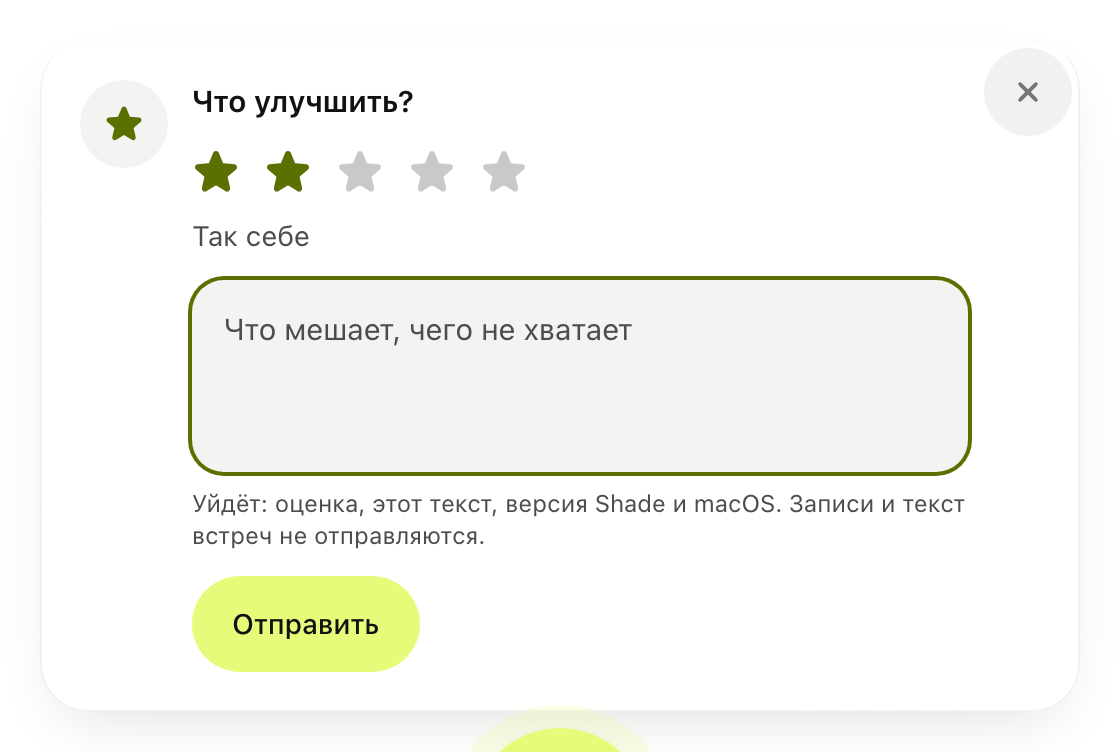 Что улучшить?
Так себе
Что мешает, чего не хватает
Уйдёт: оценка, этот текст, версия Shade и macOS. Записи и текст
встреч не отправляются.
Отправить